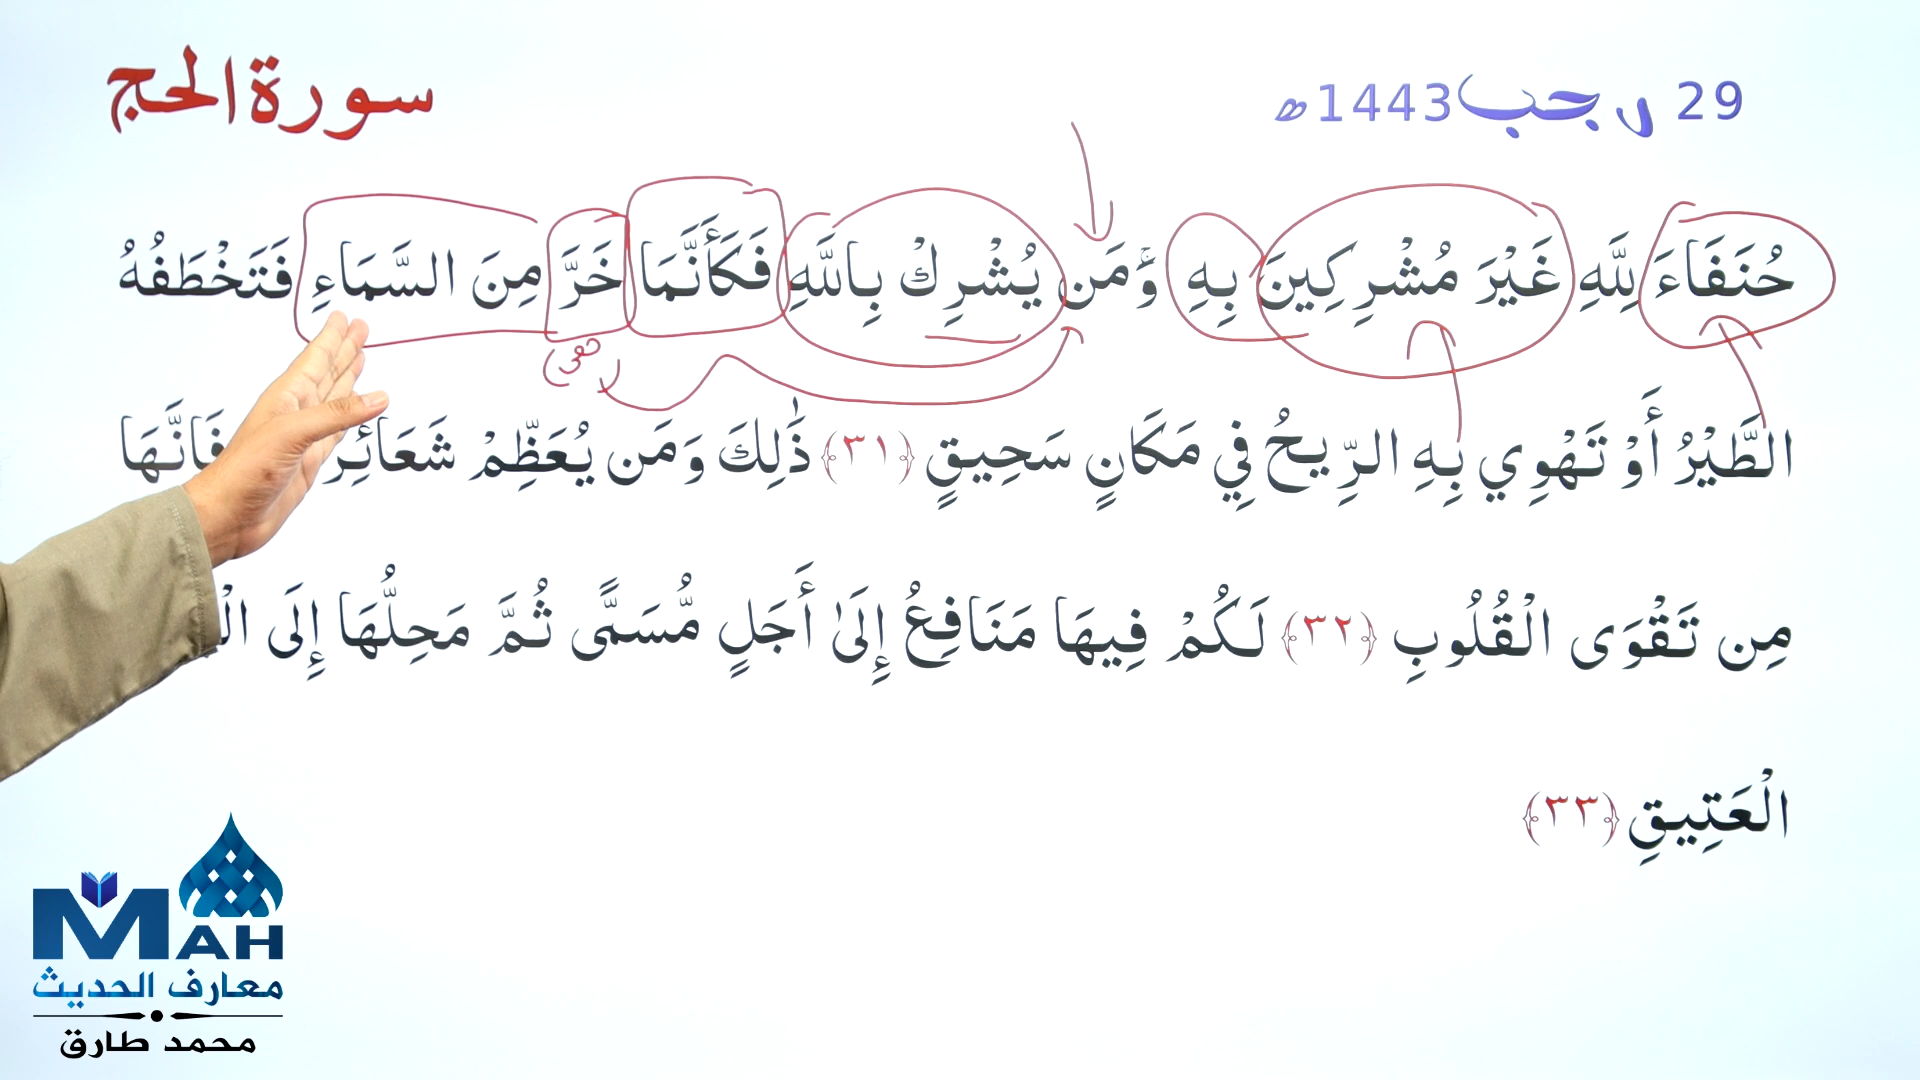 سورة الحج
29 رجب 1443ھ
حُنَفَاءَ لِلَّهِ غَيْرَ مُشْرِكِينَ بِهِ ۚ وَمَن يُشْرِكْ بِاللَّهِ فَكَأَنَّمَا خَرَّ مِنَ السَّمَاءِ فَتَخْطَفُهُ
الطَّيْرُ أَوْ تَهْوِي بِهِ الرِّيحُ فِي مَكَانٍ سَحِيقٍ ﴿٣١﴾ ذَٰلِكَ وَمَن يُعَظِّمْ شَعَائِرَ فَإِنَّهَا
مِن تَقْوَى الْقُلُوبِ ﴿٣٢﴾ لَكُمْ فِيهَا مَنَافِعُ إِلَىٰ أَجَلٍ مُّسَمًّى ثُمَّ مَحِلُّهَا إِلَى
الْعَتِيقِ ﴿٣٣﴾
MAH
معارف الحديث
محمد طارق